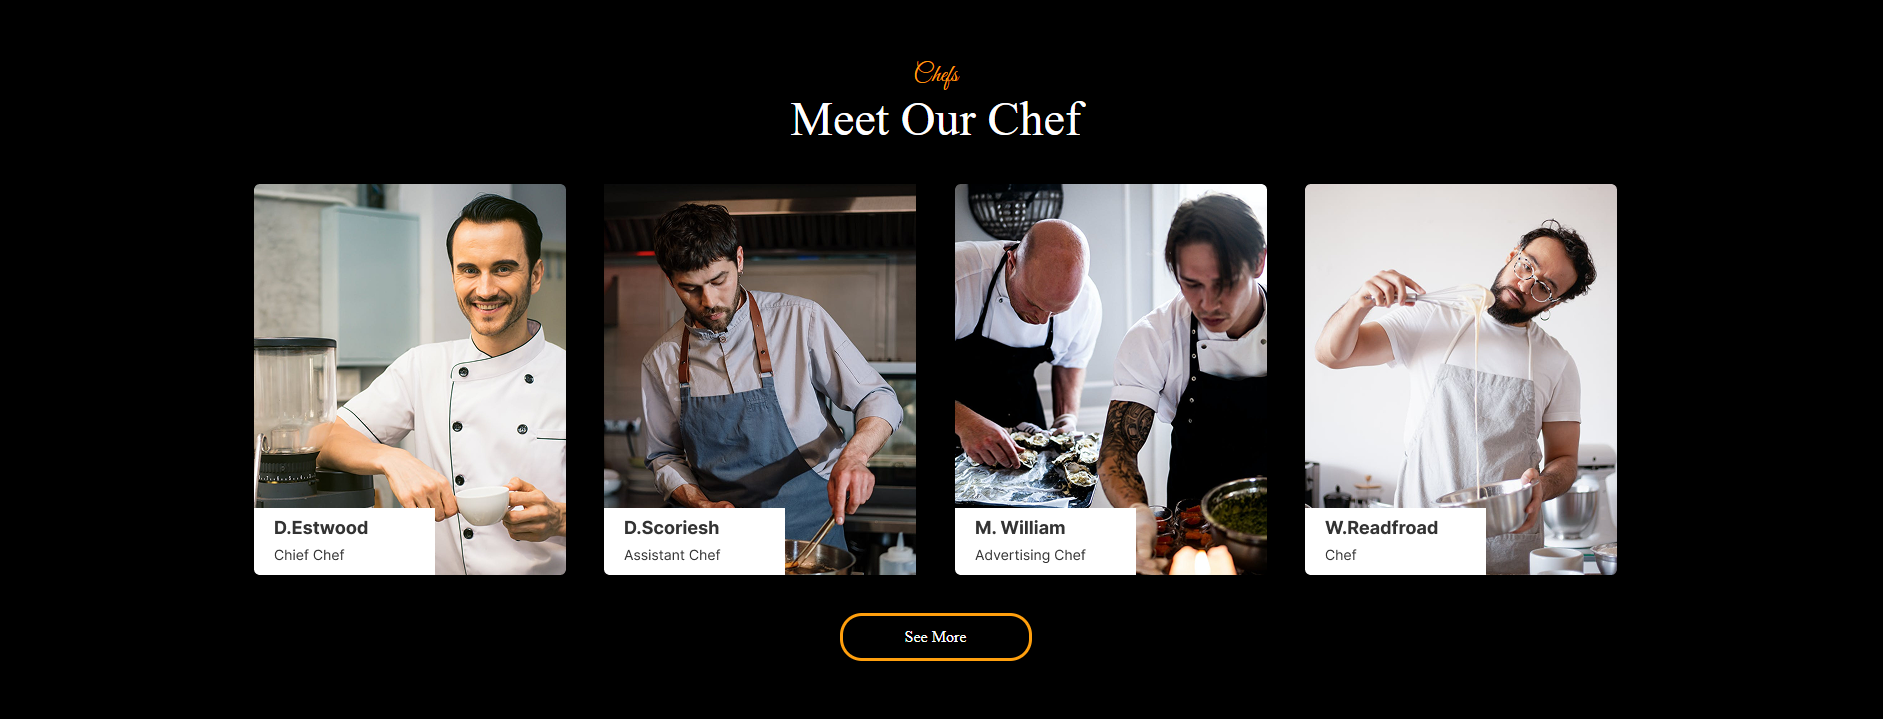 Chefs
Meet Our Chef
D.Estwood
Chief Chef
D.Scoriesh
Assistant Chef
M. William
Advertising Chef
W.Readfroad
Chef
See More